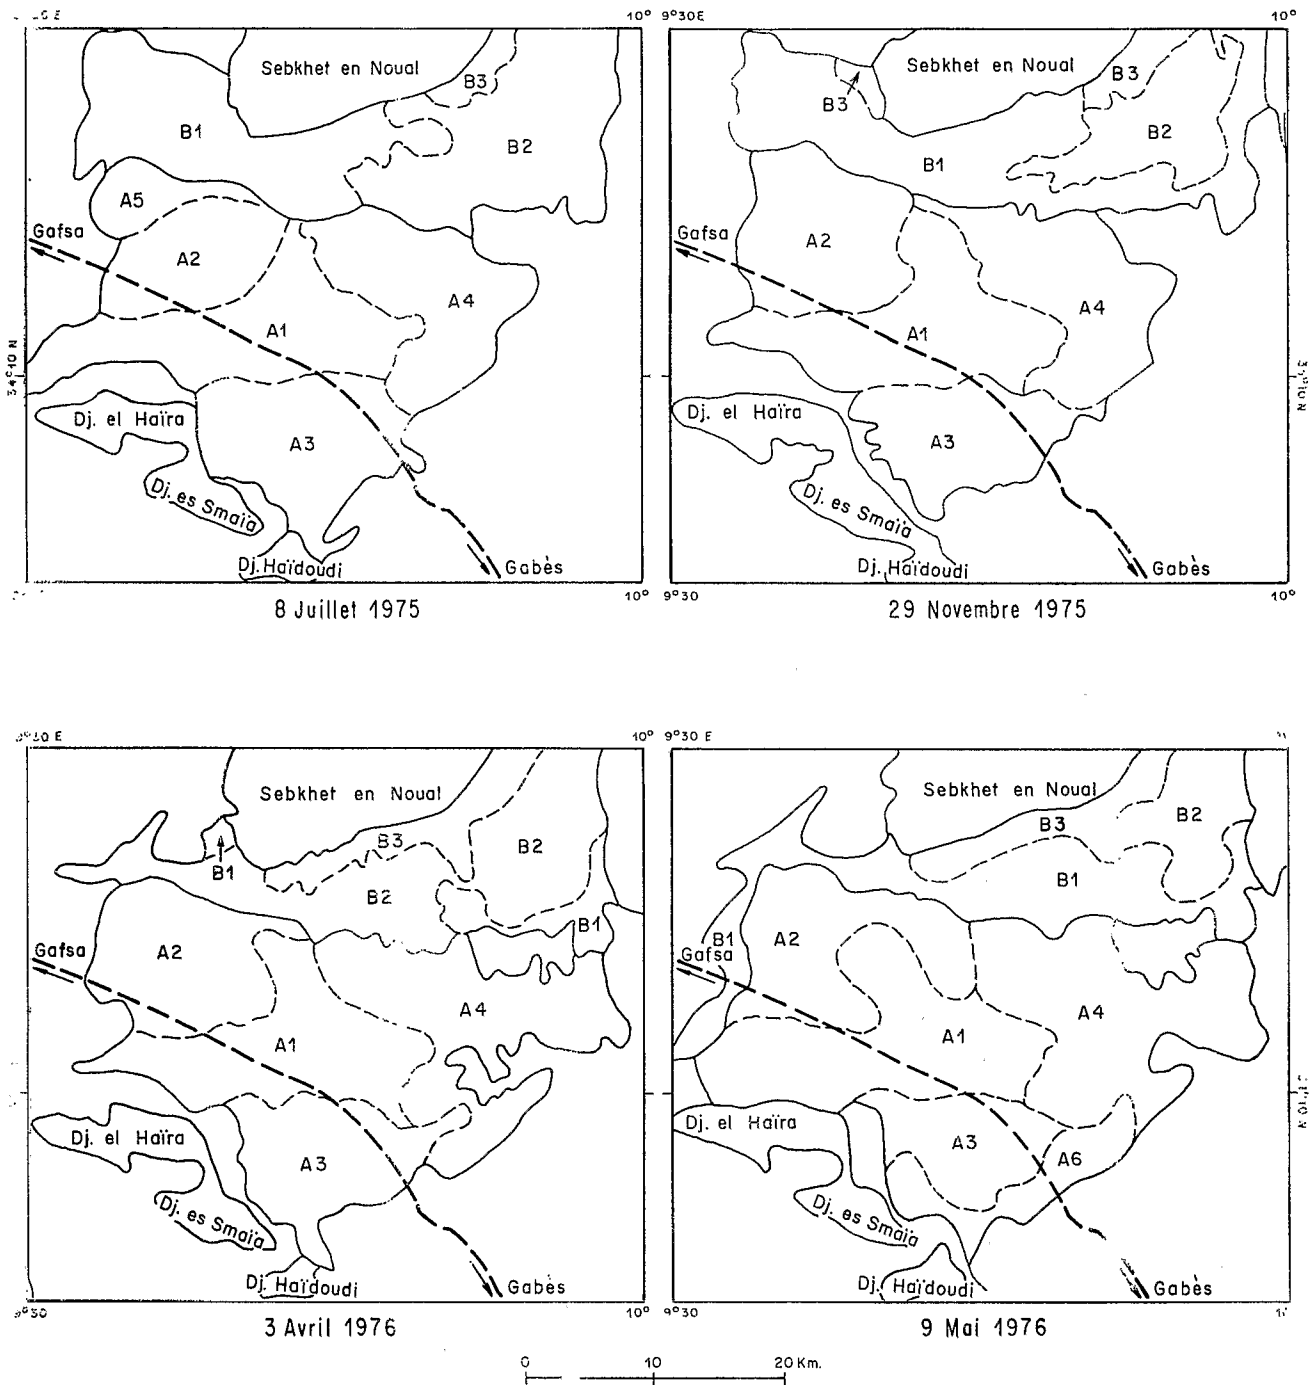 10°
Sebkhet en Noual
B3
B1
B2
A5
Gafsa
A2
A4
A1
34°10 N
Dj. el Haïra
A3
Dj. es Smaïa
Dj. Haïdoudi
Gabès
10°
8 Juillet 1975
9°30E
10°
Sebkhet en Noual
B3
B3
B2
B1
Gafsa
A2
A4
A1
Dj. el Haïra
A3
Dj. es Smaïa
Dj. Haïdoudi
Gabès
9°30
10°
29 Novembre 1975
10°
Sebkhet en Noual
B3
B2
B1
B2
B1
Gafsa
A2
A4
A1
Dj. el Haïra
A3
Dj. es Smaïa
Dj. Haïdoudi
Gabès
9°30
10°
3 Avril 1976
9°30 E
Sebkhet en Noual
B3
B2
B1
B1
A2
Gafsa
A4
A1
Dj. el Haïra
A3
A6
Dj. es Smaïa
Dj. Haïdoudi
Gabès
9°30
9 Mai 1976
0 10 20 Km.